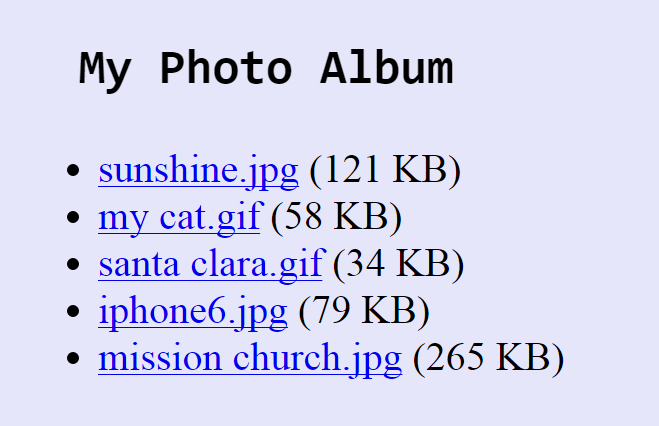 My Photo Album
• sunshine.jpg (121 KB)
• my cat.gif (58 KB)
• santa clara.gif (34 KB)
• iphone6.jpg (79 KB)
• mission church.jpg (265 KB)